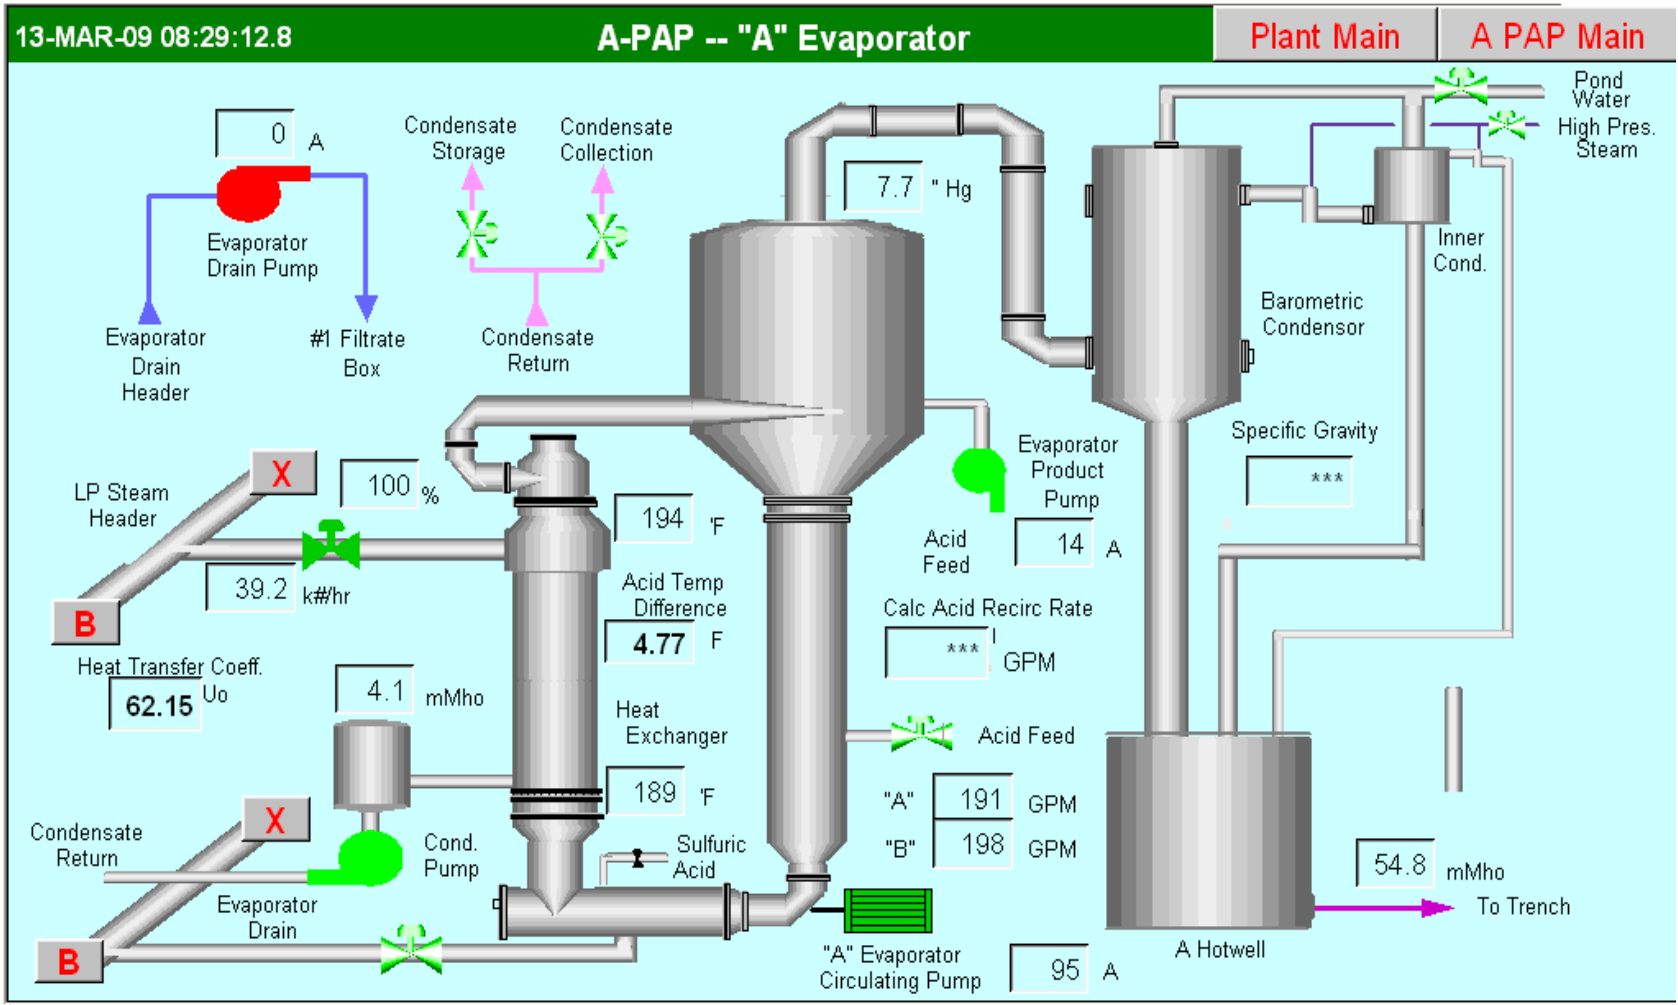 13-MAR-09 08:29:12.8
A-PAP -- "A" Evaporator
Plant Main
A PAP Main
Pond
Water
High Pres.
Steam
0 A
Evaporator
Drain Pump
Evaporator
Drain
Header
#1 Filtrate
Box
Condensate
Storage
Condensate
Collection
Condensate
Return
7.7 " Hg
Inner
Cond.
Barometric
Condensor
Specific Gravity
***
Evaporator
Product
Pump
14 A
Acid
Feed
LP Steam
Header
X
100 %
39.2 k#/hr
B
194 'F
Acid Temp
Difference
4.77 F
Calc Acid Recirc Rate
*** GPM
Heat Transfer Coeff.
62.15 Uo
4.1 mMho
Heat
Exchanger
189 'F
Acid Feed
"A" 191 GPM
"B" 198 GPM
X
Condensate
Return
Cond.
Pump
Sulfuric
Acid
Evaporator
Drain
B
"A" Evaporator
Circulating Pump
95 A
A Hotwell
54.8 mMho
To Trench